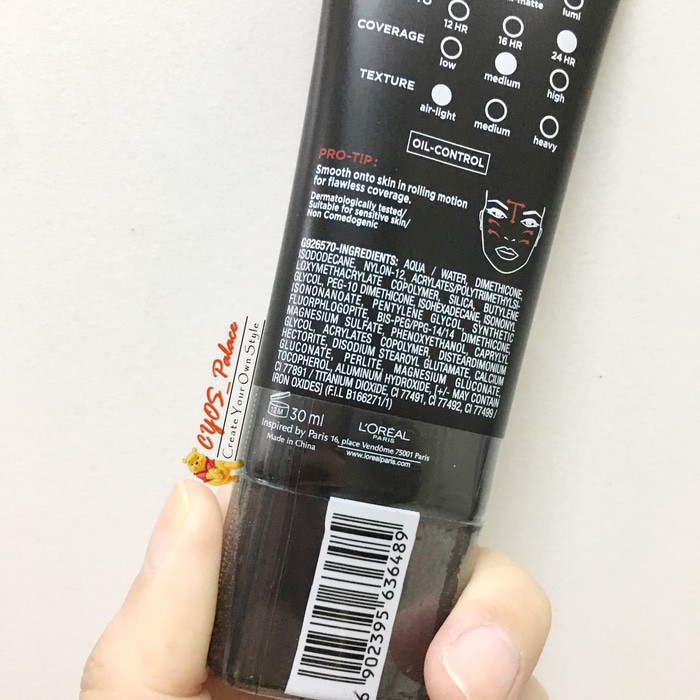 -matte
lumi
12 HR
16 HR
24 HR
COVERAGE
low
medium
high
TEXTURE
air-light
medium
heavy
OIL-CONTROL
PRO-TIP:
Smooth onto skin in rolling motion
for flawless coverage.
Dermatologically tested/
Suitable for sensitive skin/
Non Comedogenic
G926570-INGREDIENTS: AQUA / WATER, DIMETHICONE,
ISODODECANE, NYLON-12, ACRYLATES/POLYTRIMETHYLSI-
LOXYMETHACRYLATE COPOLYMER, SILICA, BUTYLENE
GLYCOL, PEG-10 DIMETHICONE, ISOHEXADECANE, ISONONYL
ISONONANOATE, PENTYLENE GLYCOL, SYNTHETIC
FLUORPHLOGOPITE, BIS-PEG/PPG-14/14 DIMETHICONE,
MAGNESIUM SULFATE, PHENOXYETHANOL, CAPRYLYL
GLYCOL, ACRYLATES COPOLYMER, DISTEARDIMONIUM
HECTORITE, DISODIUM STEAROYL GLUTAMATE, CALCIUM
GLUCONATE, PERLITE, MAGNESIUM GLUCONATE,
TOCOPHEROL, ALUMINUM HYDROXIDE, [+/- MAY CONTAIN
CI 77891 / TITANIUM DIOXIDE, CI 77491, CI 77492, CI 77499 /
IRON OXIDES] (F.I.L B166271/1)
12M
30 ml
L'ORÉAL
PARIS
Inspired by Paris 16, place Vendôme 75001 Paris
Made in China
www.lorealparis.com
6 902395 636489
CYOS_Palace
Create Your Own Style